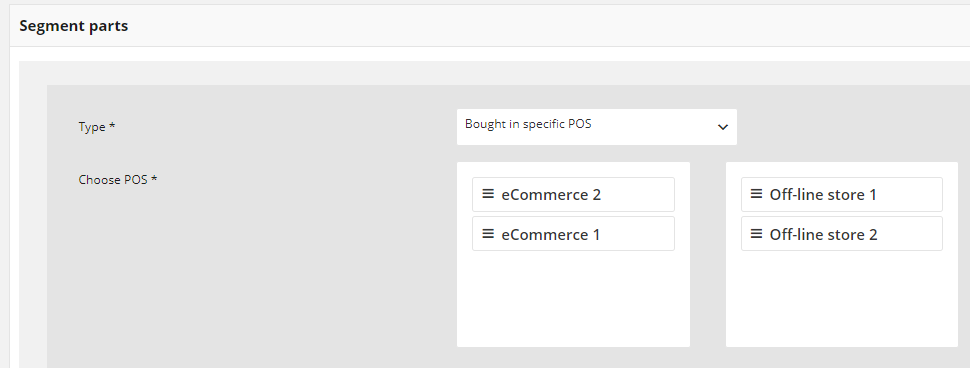 Segment parts
Type *
Bought in specific POS
Choose POS *
eCommerce 2
eCommerce 1
Off-line store 1
Off-line store 2